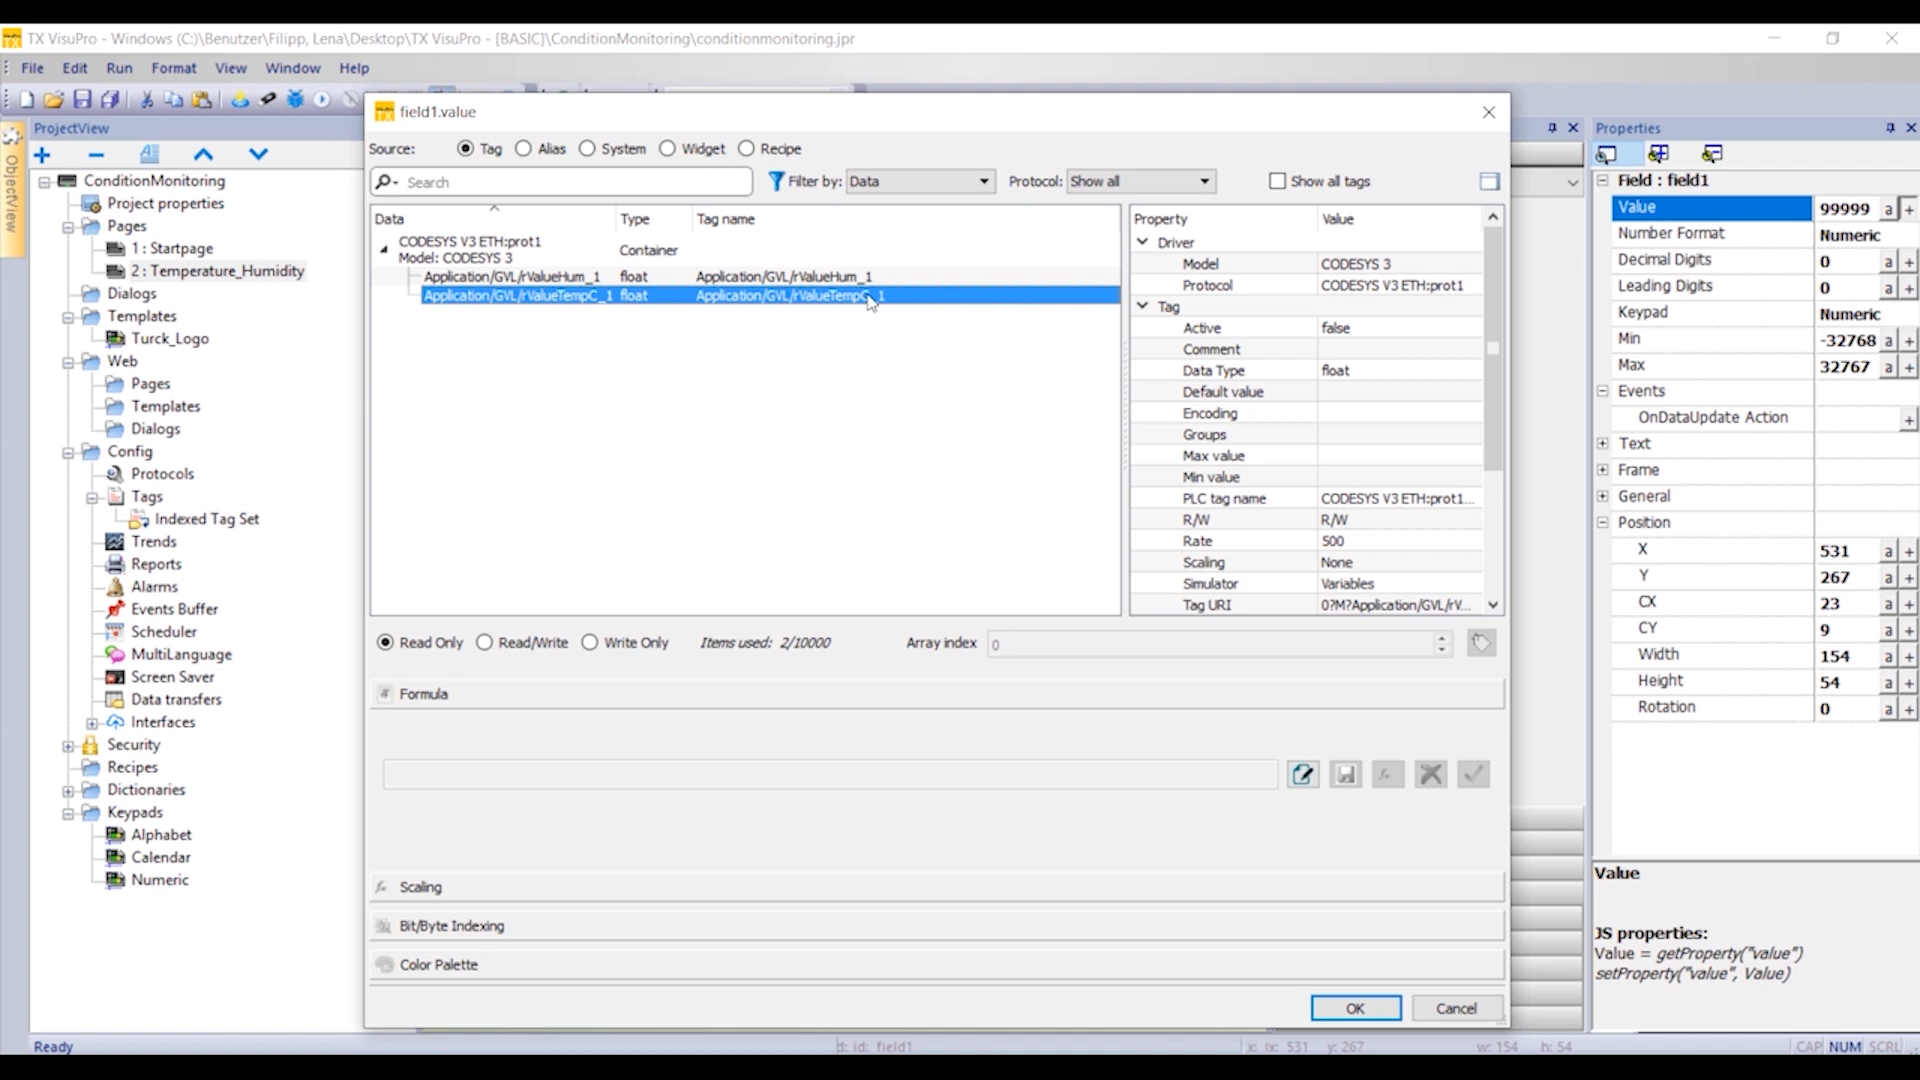 TX VisuPro - Windows (C:)\Benutzer\Filipp, Lena\Desktop\TX VisuPro - [BASIC]\ConditionMonitoring\conditionmonitoring.jpr
File Edit Run Format View Window Help
ProjectView
ObjectView
ConditionMonitoring
Project properties
Pages
1 : Startpage
2 : Temperature_Humidity
Dialogs
Templates
Turck_Logo
Web
Pages
Templates
Dialogs
Config
Protocols
Tags
Indexed Tag Set
Trends
Reports
Alarms
Events Buffer
Scheduler
MultiLanguage
Screen Saver
Data transfers
Interfaces
Security
Recipes
Dictionaries
Keypads
Alphabet
Calendar
Numeric
field1.value
Source: Tag Alias System Widget Recipe
Search Filter by: Data Protocol: Show all Show all tags
Data Type Tag name
CODESYS V3 ETH:prot1
Model: CODESYS 3 Container
Application/GVL/rValueHum_1 float Application/GVL/rValueHum_1
Application/GVL/rValueTempC_1 float Application/GVL/rValueTempC_1
Property Value
Driver
Model CODESYS 3
Protocol CODESYS V3 ETH:prot1
Tag
Active false
Comment
Data Type float
Default value
Encoding
Groups
Max value
Min value
PLC tag name CODESYS V3 ETH:prot1...
R/W R/W
Rate 500
Scaling None
Simulator Variables
Tag URI 0?M?Application/GVL/rV...
Read Only Read/Write Write Only Items used: 2/10000 Array index 0
Formula
Scaling
Bit/Byte Indexing
Color Palette
OK Cancel
Properties
Field : field1
Value 99999 a +
Number Format Numeric
Decimal Digits 0 a +
Leading Digits 0 a +
Keypad Numeric
Min -32768 a +
Max 32767 a +
Events
OnDataUpdate Action +
Text
Frame
General
Position
X 531 a +
Y 267 a +
CX 23 a +
CY 9 a +
Width 154 a +
Height 54 a +
Rotation 0 a +
Value
JS properties:
Value = getProperty("value")
setProperty("value", Value)
Ready d: id: field1 x: 531 y: 267 w: 154 h: 54 CAP NUM SCRL